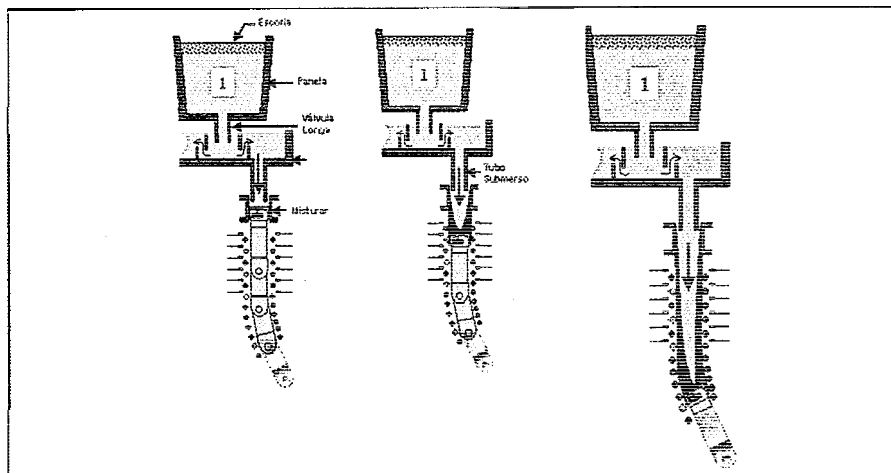 Escoria
1
Panela
Válvula
Longa
Misturar
1
Tubo
Submerso
1